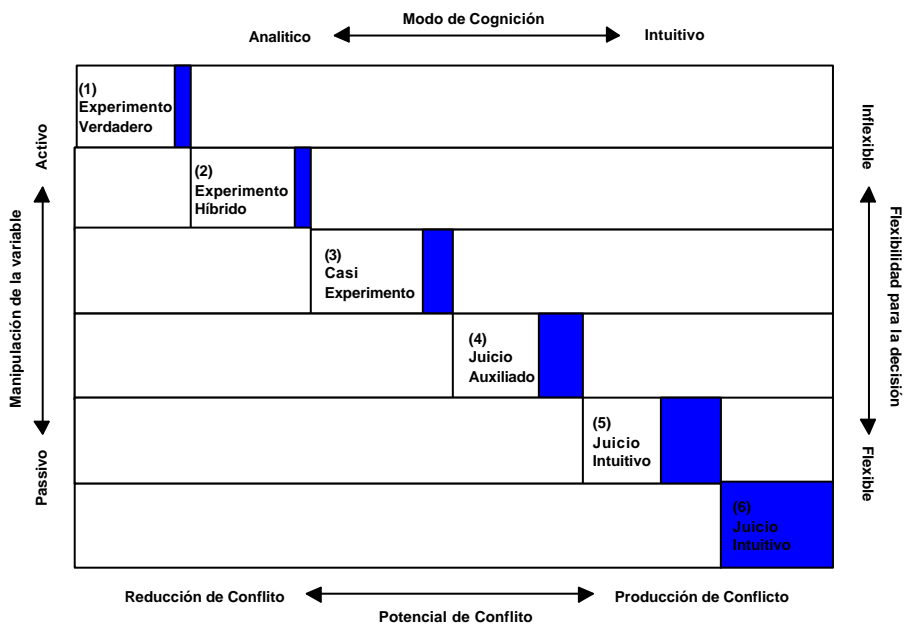 Modo de Cognición
Analitico
Intuitivo
(1)
Experimento
Verdadero
(2)
Experimento
Híbrido
(3)
Casi
Experimento
(4)
Juicio
Auxiliado
(5)
Juicio
Intuitivo
(6)
Juicio
Intuitivo
Activo
Manipulación de la variable
Passivo
Inflexible
Flexibilidad para la decisión
Flexible
Reducción de Conflito
Producción de Conflicto
Potencial de Conflito